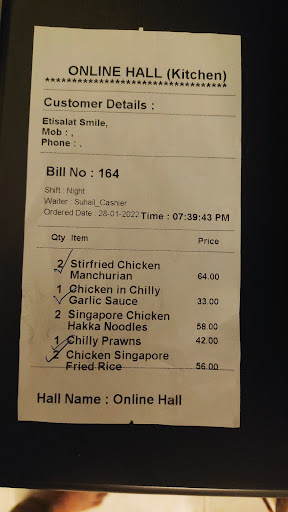 ONLINE HALL (Kitchen)
************************************
Customer Details :
Etisalat Smile,
Mob : ,
Phone : .
Bill No : 164
Shift : Night
Waiter : Suhail_Cashier
Ordered Date : 28-01-2022 Time : 07:39:43 PM
Qty Item Price
2 Stirfried Chicken
Manchurian 64.00
1 Chicken in Chilly
Garlic Sauce 33.00
2 Singapore Chicken
Hakka Noodles 58.00
1 Chilly Prawns 42.00
2 Chicken Singapore
Fried Rice 56.00
Hall Name : Online Hall